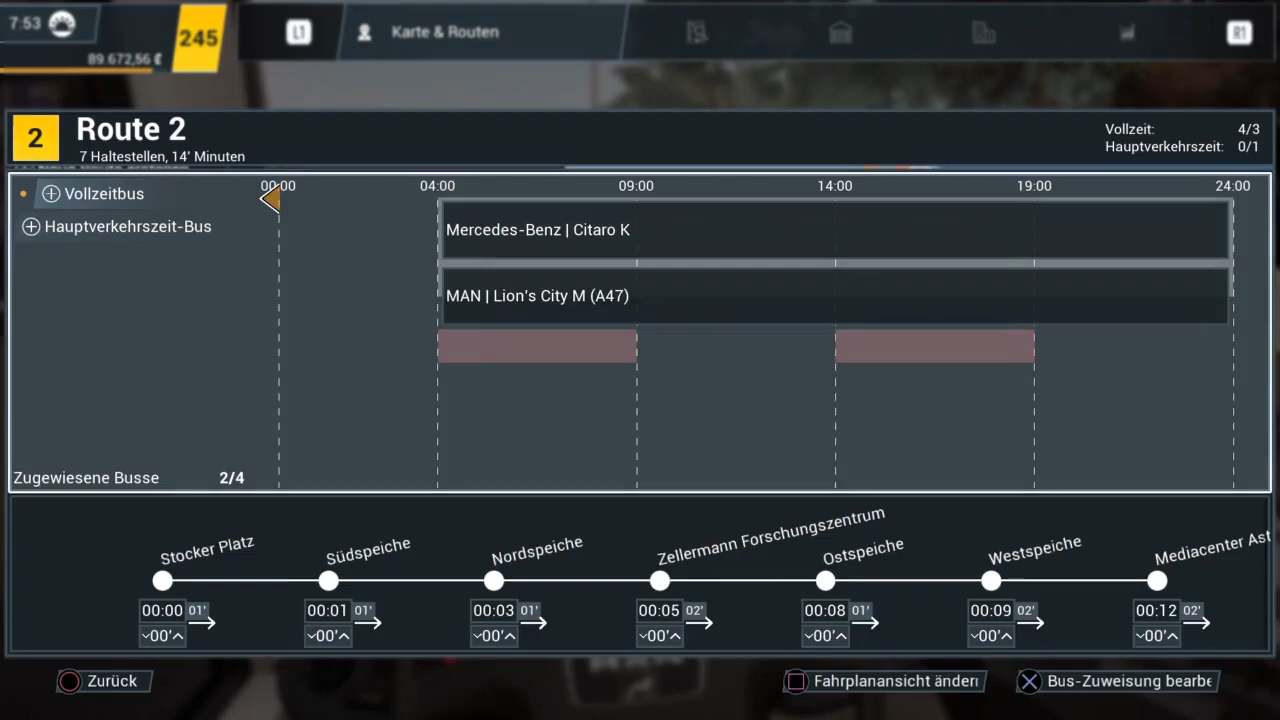 7:53
89.672,56 ₡
245
L1
Karte & Routen
R1
2
Route 2
7 Haltestellen, 14' Minuten
Vollzeit: 4/3
Hauptverkehrszeit: 0/1
Vollzeitbus
Hauptverkehrszeit-Bus
00:00 04:00 09:00 14:00 19:00 24:00
Mercedes-Benz | Citaro K
MAN | Lion's City M (A47)
Zugewiesene Busse 2/4
Stocker Platz
Südspeiche
Nordspeiche
Zellermann Forschungszentrum
Ostspeiche
Westspeiche
Mediacenter Ast
00:00 01' 00:01 01' 00:03 01' 00:05 02' 00:08 01' 00:09 02' 00:12 02'
00' 00' 00' 00' 00' 00' 00'
Zurück
Fahrplanansicht änderi
Bus-Zuweisung bearbe